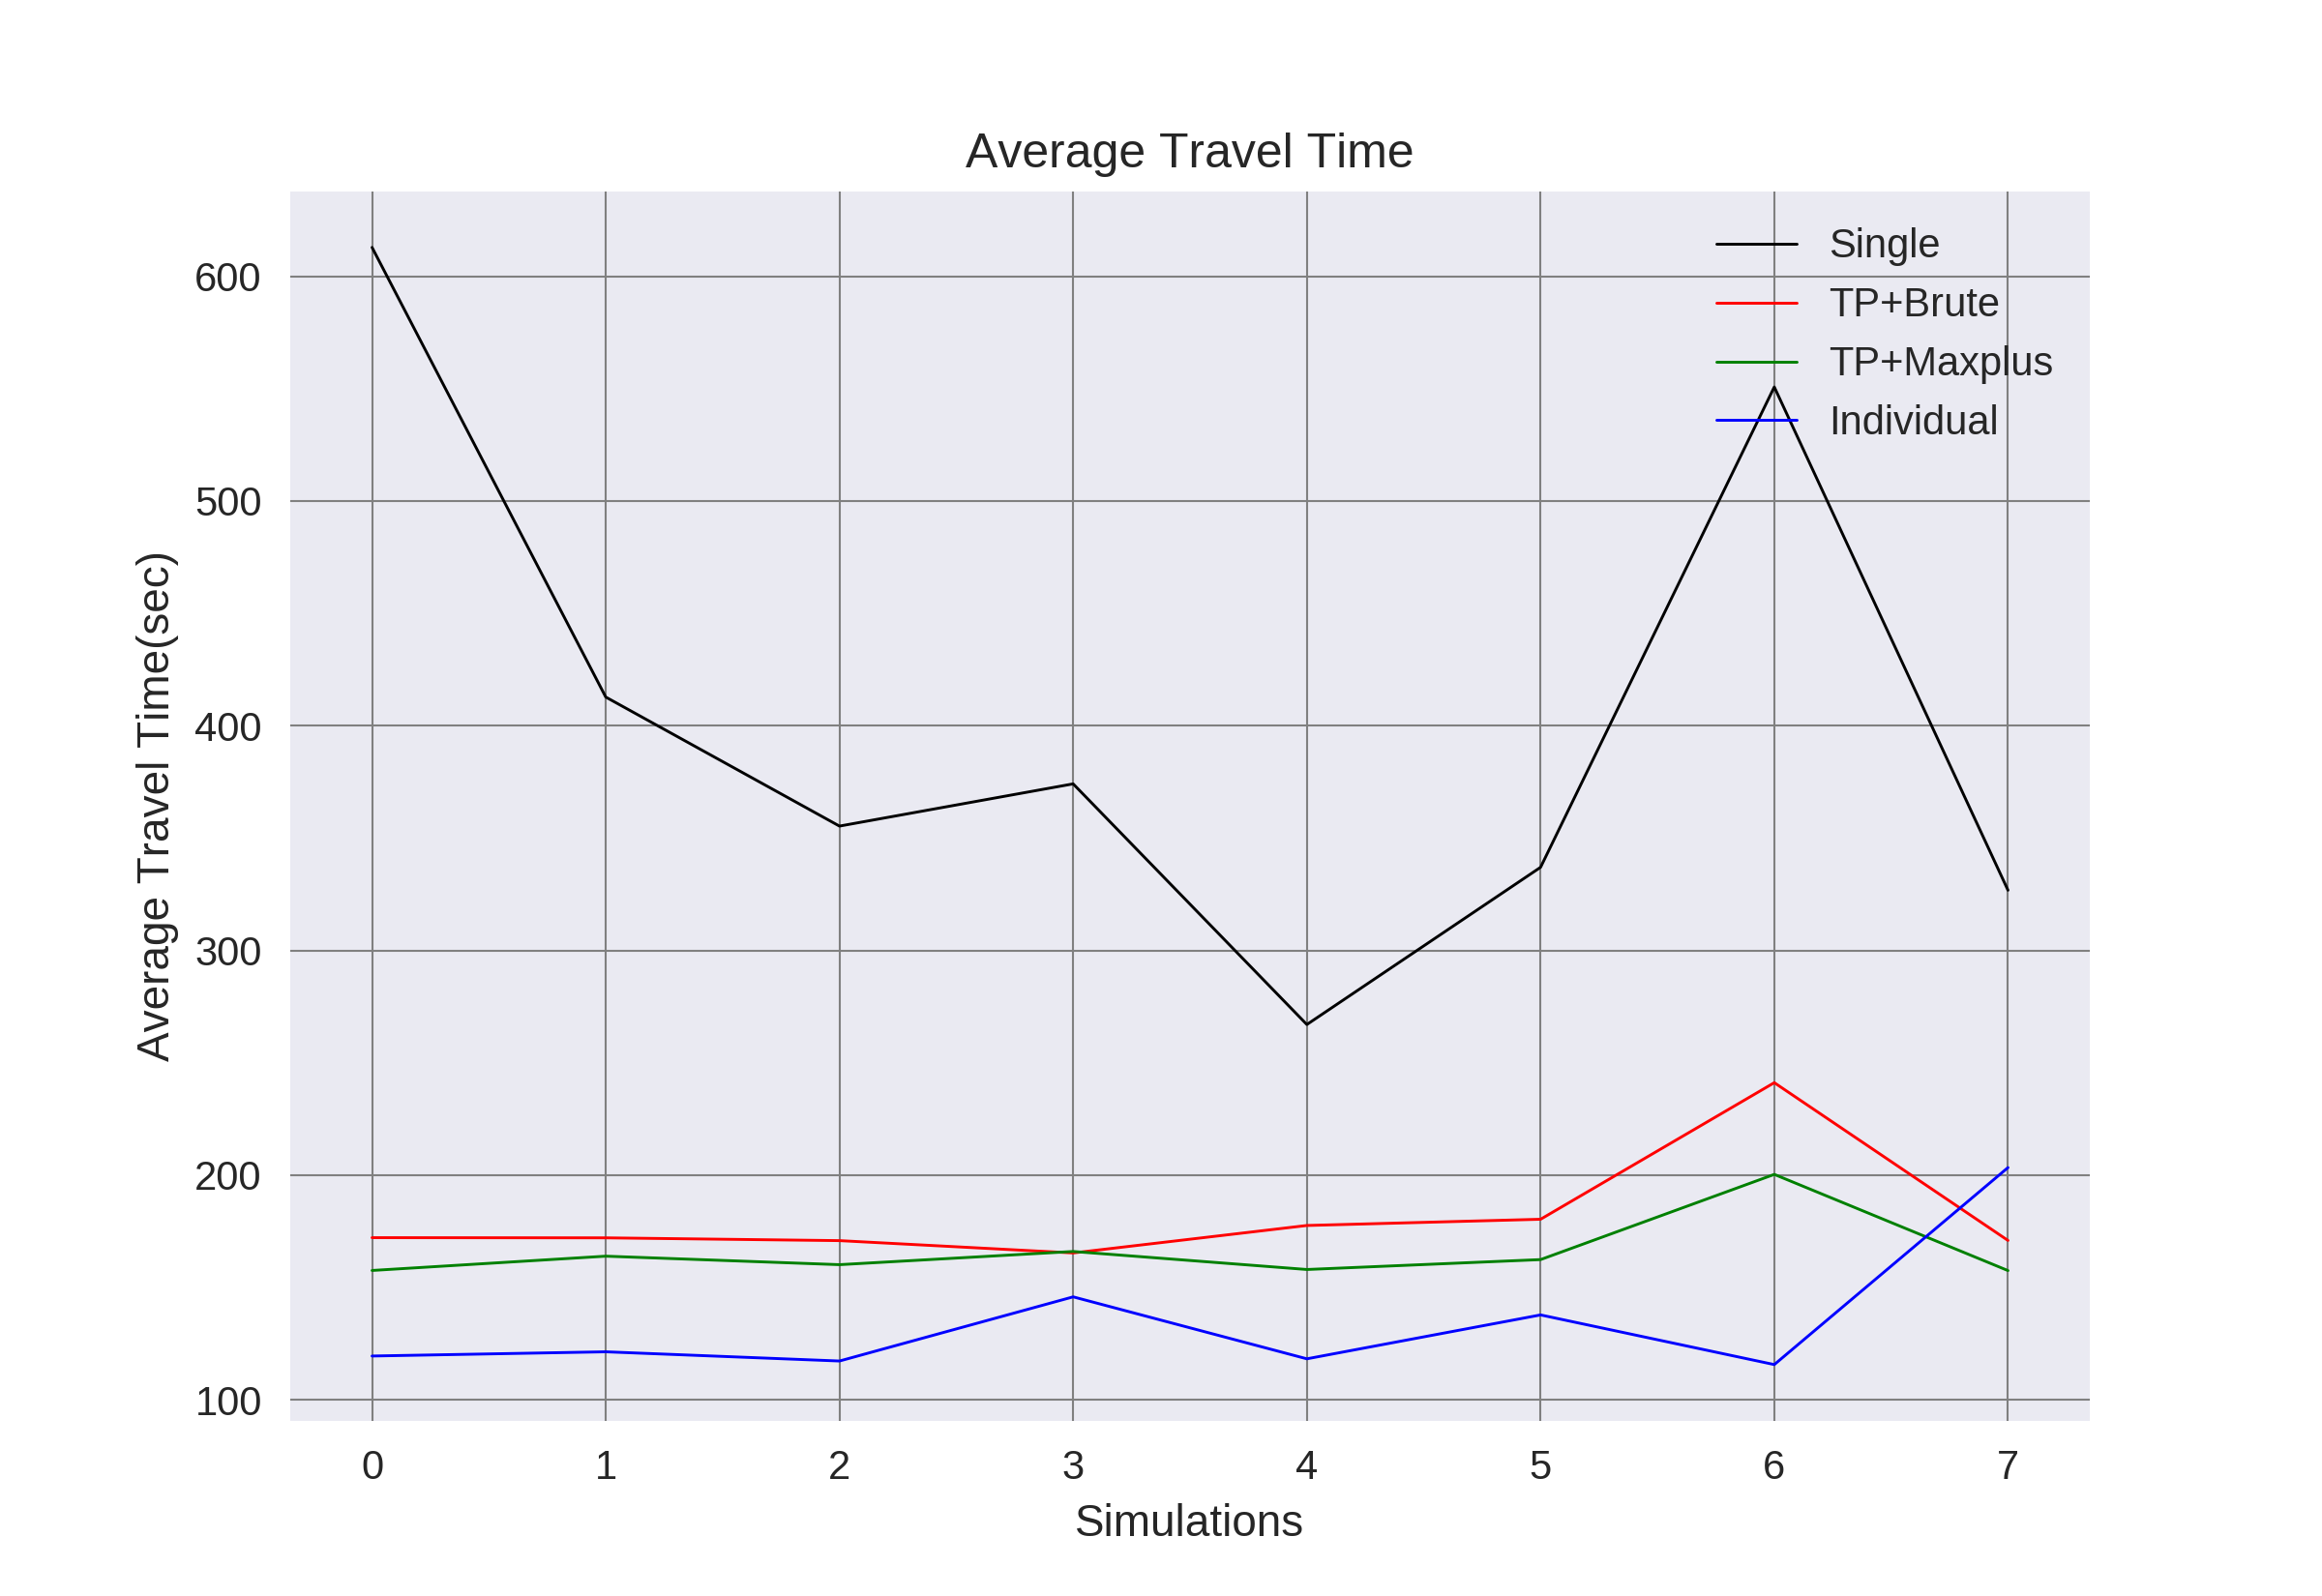 Average Travel Time
Single
TP+Brute
TP+Maxplus
Individual
Average Travel Time(sec)
600
500
400
300
200
100
0 1 2 3 4 5 6 7
Simulations